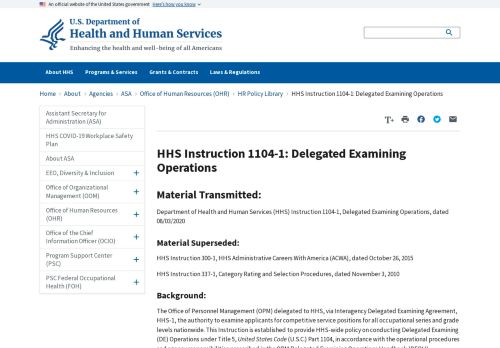 An official website of the United States government Here's how you know
U.S. Department of
Health and Human Services
Enhancing the health and well-being of all Americans
About HHS Programs & Services Grants & Contracts Laws & Regulations
Home > About > Agencies > ASA > Office of Human Resources (OHR) > HR Policy Library > HHS Instruction 1104-1: Delegated Examining Operations
Assistant Secretary for
Administration (ASA)
HHS COVID-19 Workplace Safety
Plan
About ASA
EEO, Diversity & Inclusion +
Office of Organizational
Management (OOM) +
Office of Human Resources
(OHR) +
Office of the Chief
Information Officer (OCIO) +
Program Support Center
(PSC) +
PSC Federal Occupational
Health (FOH) +
T+
HHS Instruction 1104-1: Delegated Examining
Operations
Material Transmitted:
Department of Health and Human Services (HHS) Instruction 1104-1, Delegated Examining Operations, dated
08/03/2020
Material Superseded:
HHS Instruction 300-1, HHS Administrative Careers With America (ACWA), dated October 26, 2015
HHS Instruction 337-1, Category Rating and Selection Procedures, dated November 3, 2010
Background:
The Office of Personnel Management (OPM) delegated to HHS, via Interagency Delegated Examining Agreement,
HHS-1, the authority to examine applicants for competitive service positions for all occupational series and grade
levels nationwide. This Instruction is established to provide HHS-wide policy on conducting Delegated Examining
(DE) Operations under Title 5, United States Code (U.S.C.) Part 1104, in accordance with the operational procedures